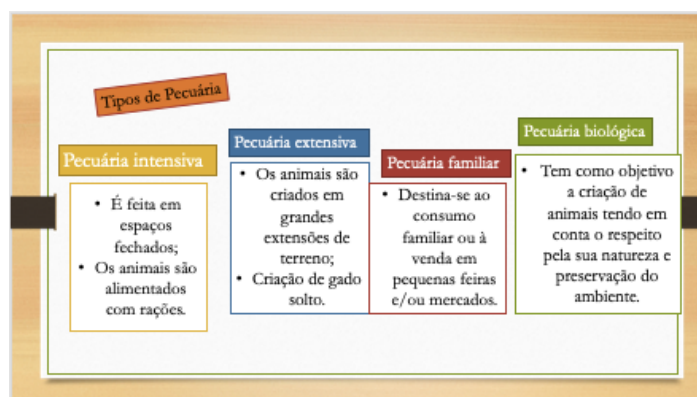 Tipos de Pecuária
Pecuária intensiva
• É feita em
espaços
fechados;
• Os animais são
alimentados
com rações.
Pecuária extensiva
• Os animais são
criados em
grandes
extensões de
terreno;
• Criação de gado
solto.
Pecuária familiar
• Destina-se ao
consumo
familiar ou à
venda em
pequenas feiras
e/ou mercados.
Pecuária biológica
• Tem como objetivo
a criação de
animais tendo em
conta o respeito
pela sua natureza e
preservação do
ambiente.